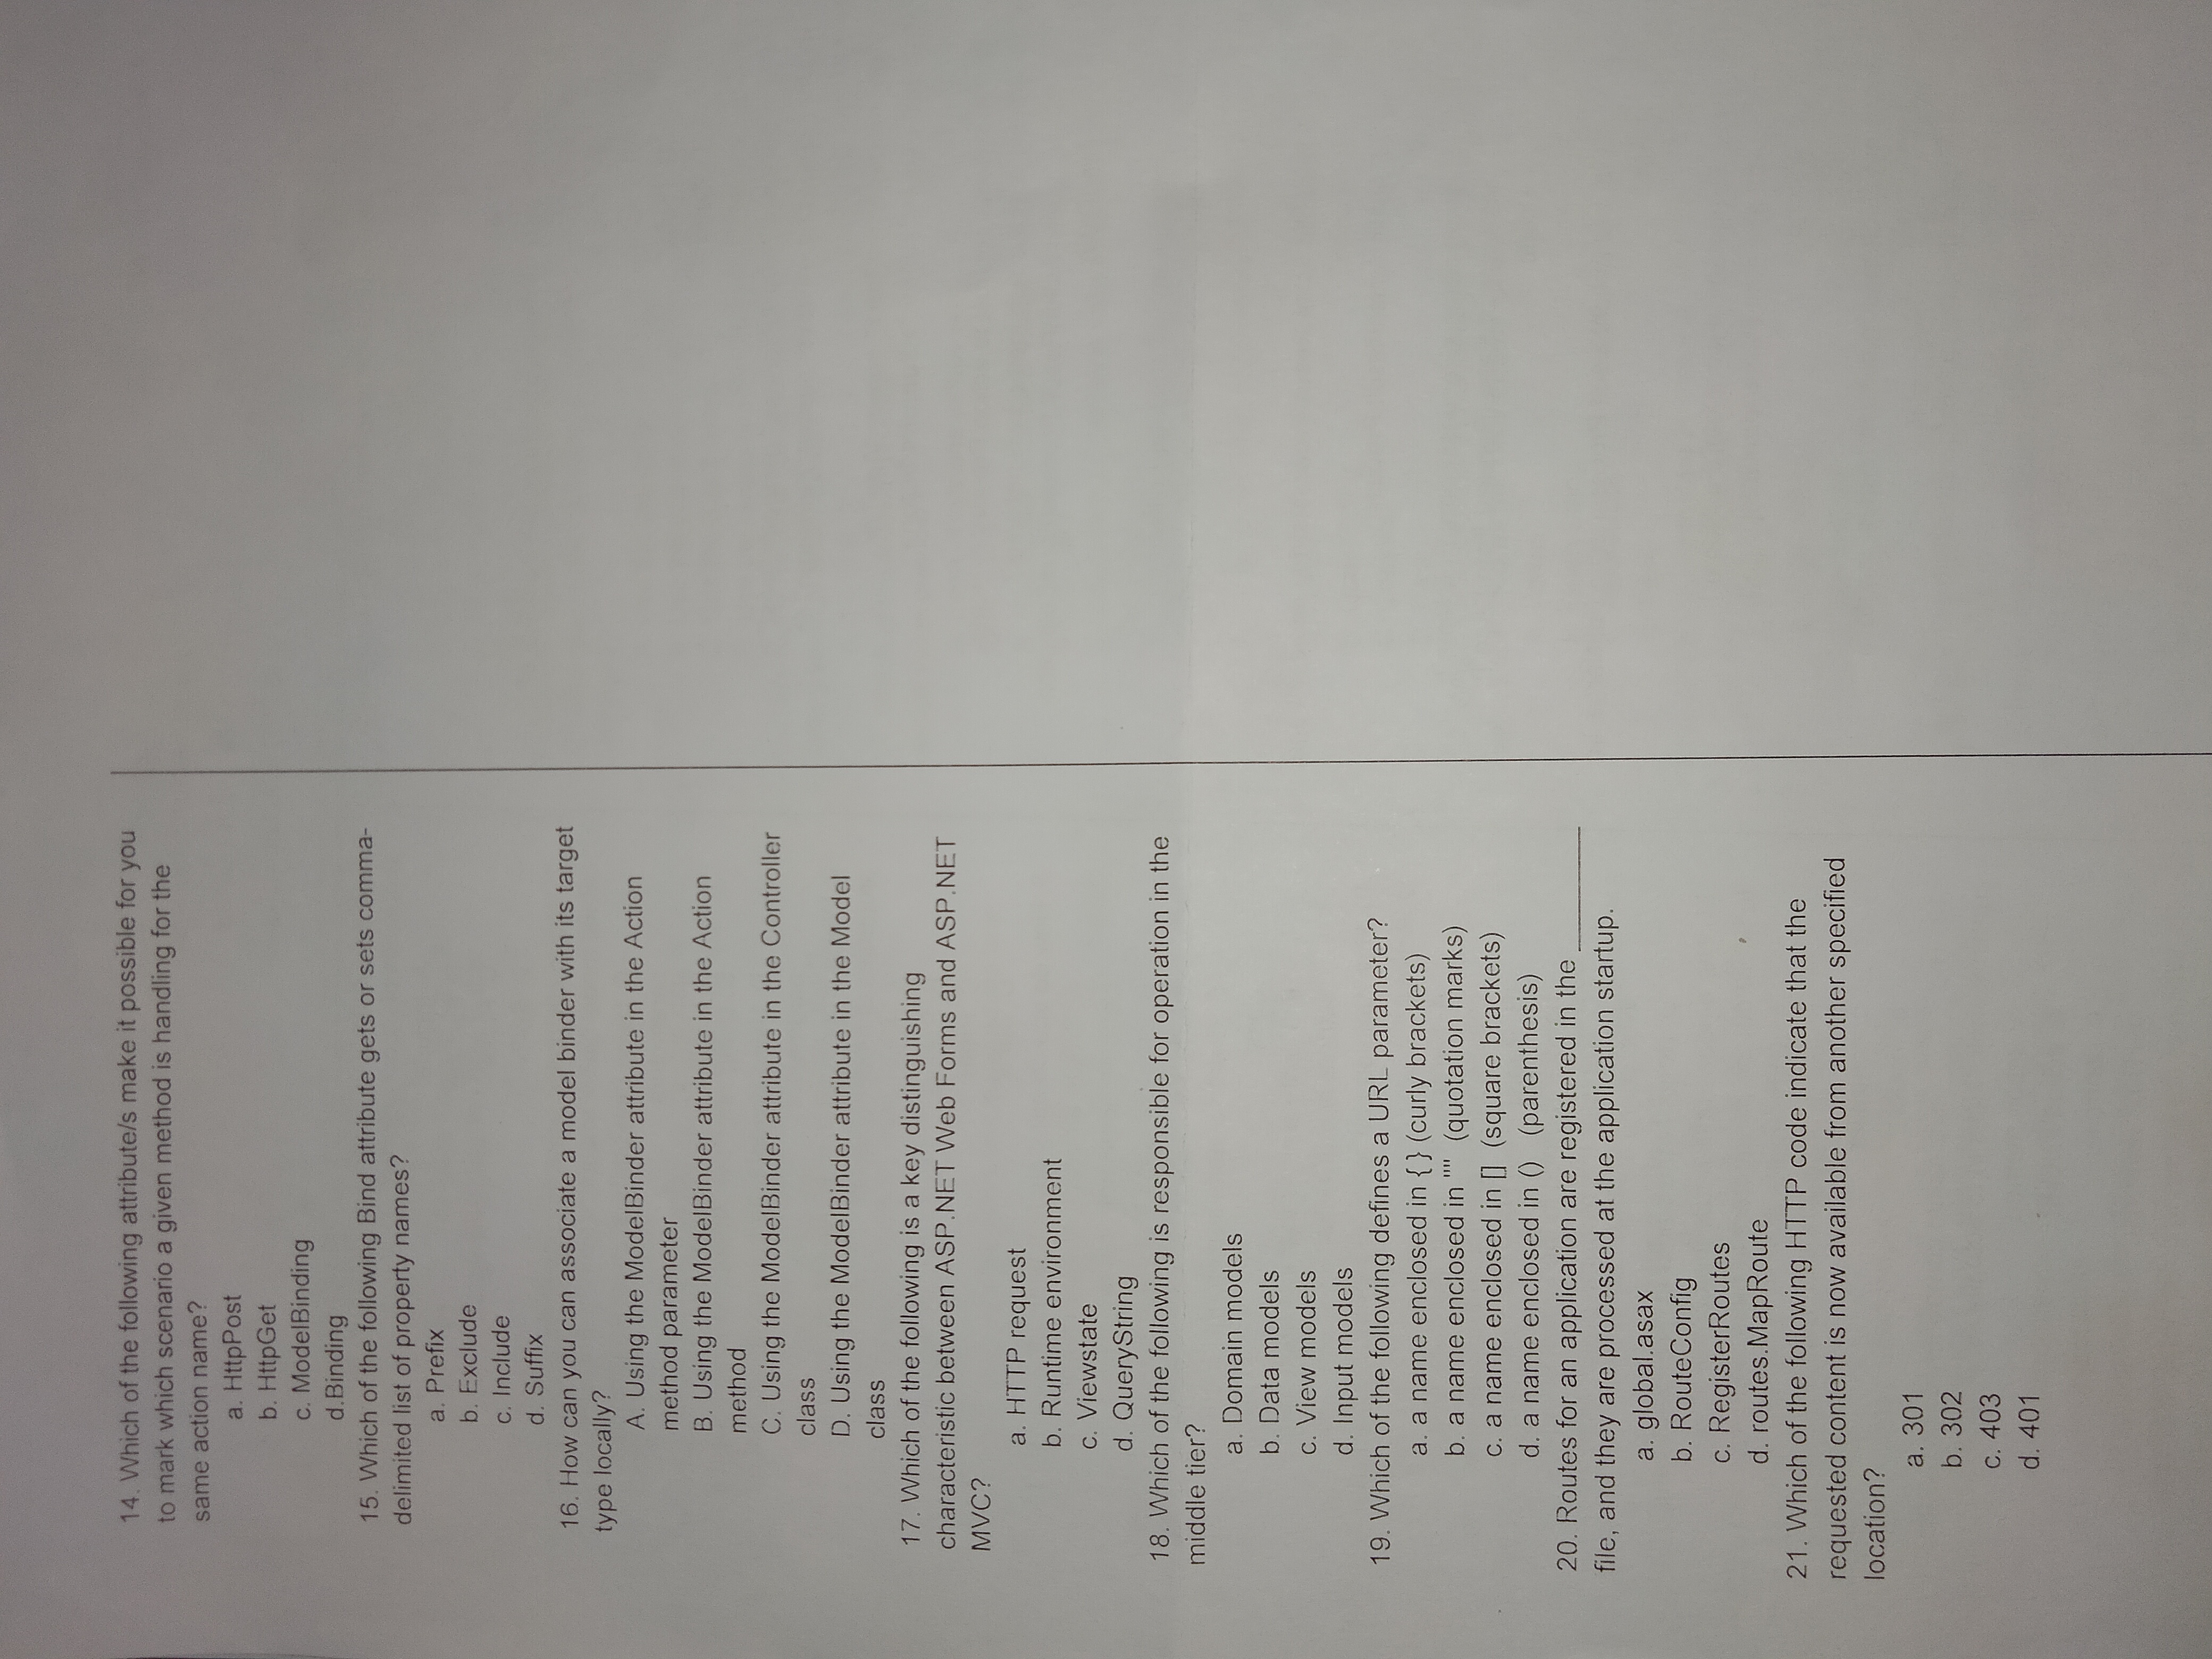 14. Which of the following attribute/s make it possible for you
to mark which scenario a given method is handling for the
same action name?
a. HttpPost
b. HttpGet
c. ModelBinding
d.Binding
15. Which of the following Bind attribute gets or sets comma-
delimited list of property names?
a. Prefix
b. Exclude
c. Include
d. Suffix
16. How can you can associate a model binder with its target
type locally?
A. Using the ModelBinder attribute in the Action
method parameter
B. Using the ModelBinder attribute in the Action
method
C. Using the ModelBinder attribute in the Controller
class
D. Using the ModelBinder attribute in the Model
class
17. Which of the following is a key distinguishing
characteristic between ASP.NET Web Forms and ASP.NET
MVC?
a. HTTP request
b. Runtime environment
c. Viewstate
d. QueryString
18. Which of the following is responsible for operation in the
middle tier?
a. Domain models
b. Data models
c. View models
d. Input models
19. Which of the following defines a URL parameter?
a. a name enclosed in { } (curly brackets)
b. a name enclosed in "" (quotation marks)
c. a name enclosed in [] (square brackets)
d. a name enclosed in () (parenthesis)
20. Routes for an application are registered in the ________
file, and they are processed at the application startup.
a. global.asax
b. RouteConfig
c. RegisterRoutes
d. routes.MapRoute
21. Which of the following HTTP code indicate that the
requested content is now available from another specified
location?
a. 301
b. 302
c. 403
d. 401